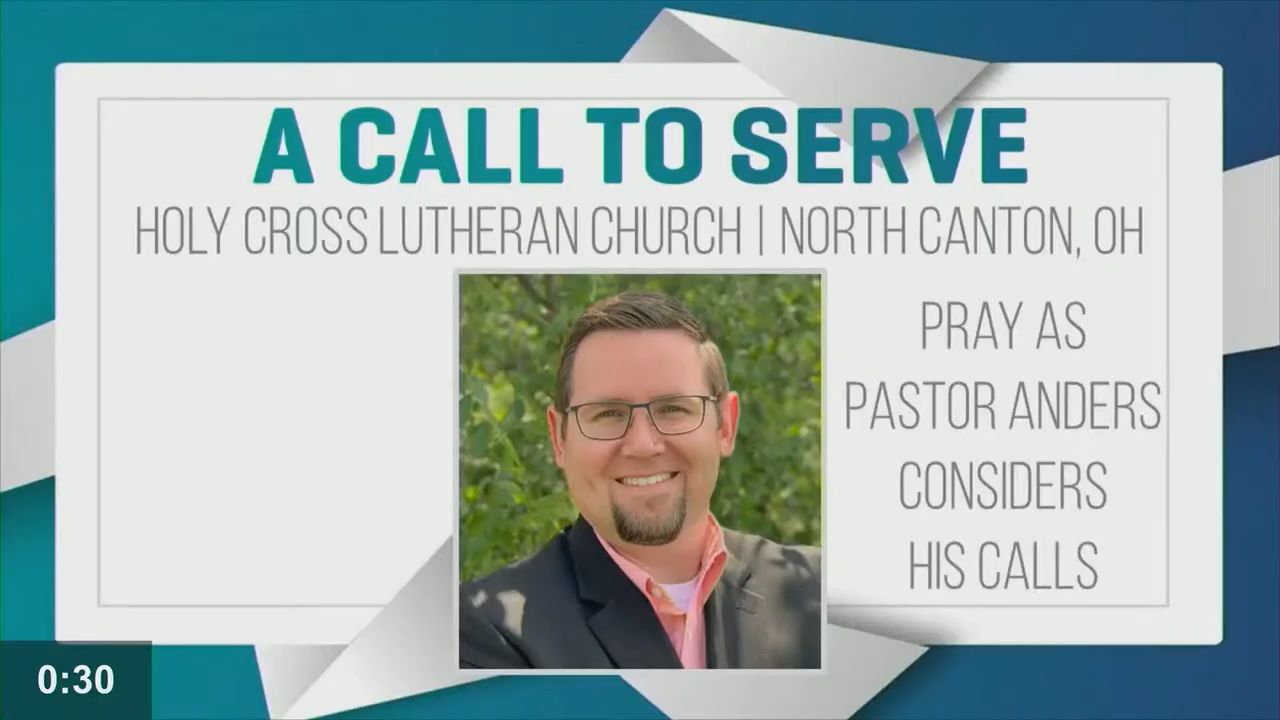 A CALL TO SERVE
HOLY CROSS LUTHERAN CHURCH | NORTH CANTON, OH
PRAY AS
PASTOR ANDERS
CONSIDERS
HIS CALLS
0:30